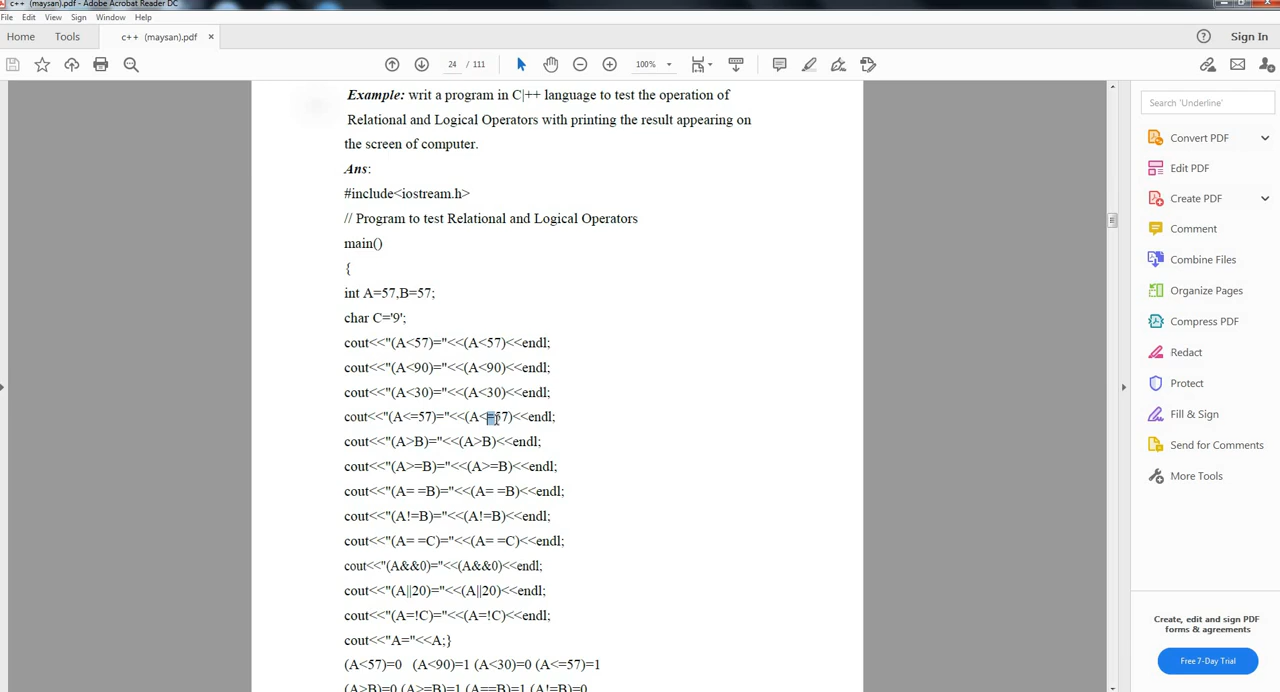 c++ (maysan).pdf - Adobe Acrobat Reader DC
File Edit View Sign Window Help
Home Tools c++ (maysan).pdf × Sign In
24 / 111 100%
Search 'Underline'
Convert PDF
Edit PDF
Create PDF
Comment
Combine Files
Organize Pages
Compress PDF
Redact
Protect
Fill & Sign
Send for Comments
More Tools
Create, edit and sign PDF
forms & agreements
Free 7-Day Trial
Example: writ a program in C|++ language to test the operation of
Relational and Logical Operators with printing the result appearing on
the screen of computer.
Ans:
#include<iostream.h>
// Program to test Relational and Logical Operators
main()
{
int A=57,B=57;
char C='9';
cout<<"(A<57)="<<(A<57)<<endl;
cout<<"(A<90)="<<(A<90)<<endl;
cout<<"(A<30)="<<(A<30)<<endl;
cout<<"(A<=57)="<<(A<=57)<<endl;
cout<<"(A>B)="<<(A>B)<<endl;
cout<<"(A>=B)="<<(A>=B)<<endl;
cout<<"(A= =B)="<<(A= =B)<<endl;
cout<<"(A!=B)="<<(A!=B)<<endl;
cout<<"(A= =C)="<<(A= =C)<<endl;
cout<<"(A&&0)="<<(A&&0)<<endl;
cout<<"(A||20)="<<(A||20)<<endl;
cout<<"(A=!C)="<<(A=!C)<<endl;
cout<<"A="<<A;}
(A<57)=0 (A<90)=1 (A<30)=0 (A<=57)=1
(A>B)=0 (A>=B)=1 (A==B)=1 (A!=B)=0